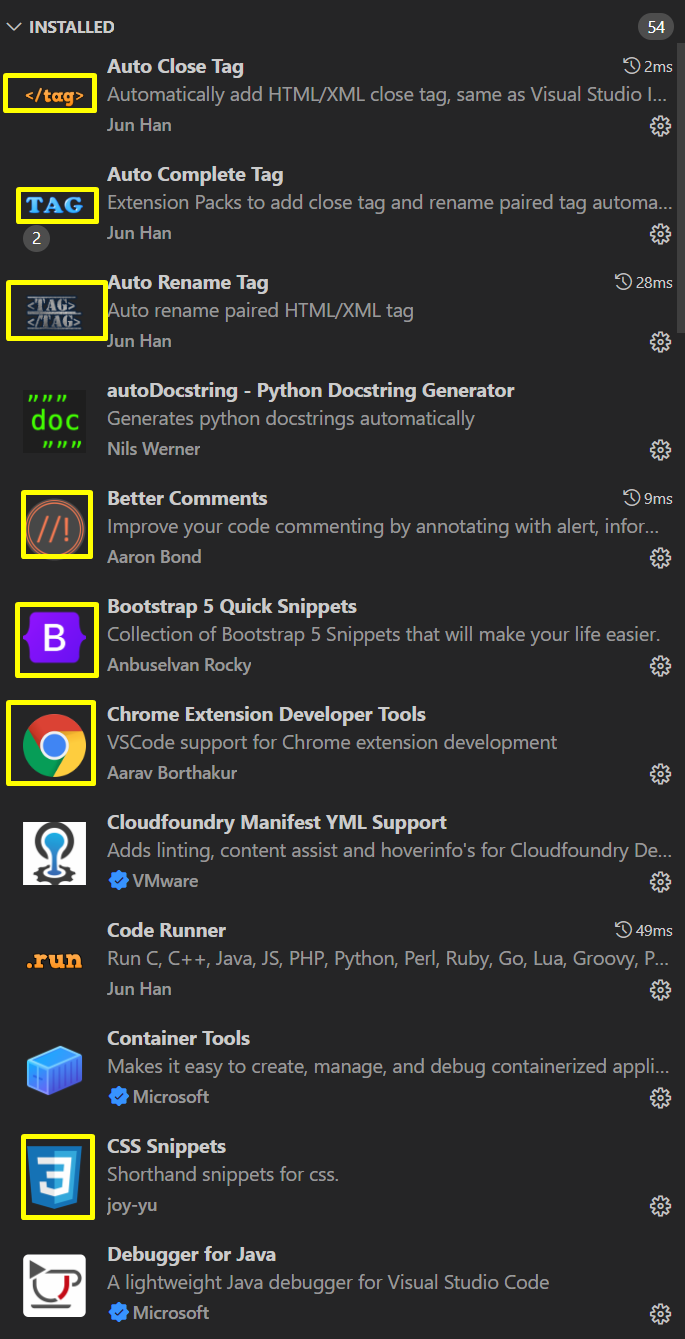 INSTALLED 54
Auto Close Tag 2ms
</tag> Automatically add HTML/XML close tag, same as Visual Studio I...
Jun Han
Auto Complete Tag
TAG Extension Packs to add close tag and rename paired tag automa...
2 Jun Han
Auto Rename Tag 28ms
<TAG> Auto rename paired HTML/XML tag
</TAG>
Jun Han
autoDocstring - Python Docstring Generator
"""
doc Generates python docstrings automatically
"""
Nils Werner
Better Comments 9ms
//! Improve your code commenting by annotating with alert, infor...
Aaron Bond
Bootstrap 5 Quick Snippets
B Collection of Bootstrap 5 Snippets that will make your life easier.
Anbuselvan Rocky
Chrome Extension Developer Tools
VSCode support for Chrome extension development
Aarav Borthakur
Cloudfoundry Manifest YML Support
Adds linting, content assist and hoverinfo's for Cloudfoundry De...
VMware
Code Runner 49ms
.run Run C, C++, Java, JS, PHP, Python, Perl, Ruby, Go, Lua, Groovy, P...
Jun Han
Container Tools
Makes it easy to create, manage, and debug containerized appli...
Microsoft
CSS Snippets
3 Shorthand snippets for css.
joy-yu
Debugger for Java
A lightweight Java debugger for Visual Studio Code
Microsoft